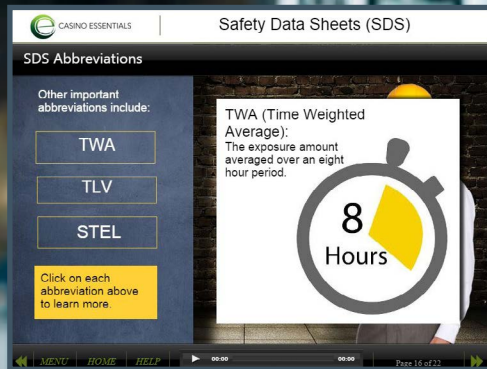 CASINO ESSENTIALS
Safety Data Sheets (SDS)
SDS Abbreviations
Other important
abbreviations include:
TWA
TLV
STEL
Click on each
abbreviation above
to learn more.
TWA (Time Weighted
Average):
The exposure amount
averaged over an eight
hour period.
8
Hours
MENU HOME HELP 00:00 00:00 Page 16 of 22